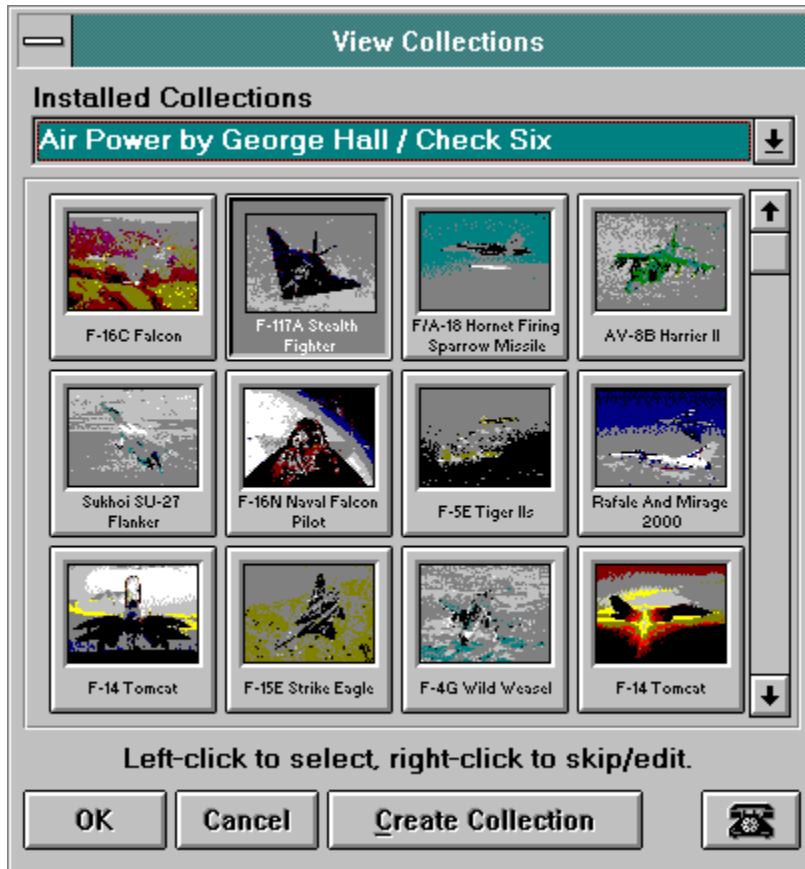 View Collections
Installed Collections
Air Power by George Hall / Check Six
F-16C Falcon
F-117A Stealth
Fighter
F/A-18 Hornet Firing
Sparrow Missile
AV-8B Harrier II
Sukhoi SU-27
Flanker
F-16N Naval Falcon
Pilot
F-5E Tiger IIs
Rafale And Mirage
2000
F-14 Tomcat
F-15E Strike Eagle
F-4G Wild Weasel
F-14 Tomcat
Left-click to select, right-click to skip/edit.
OK
Cancel
Create Collection